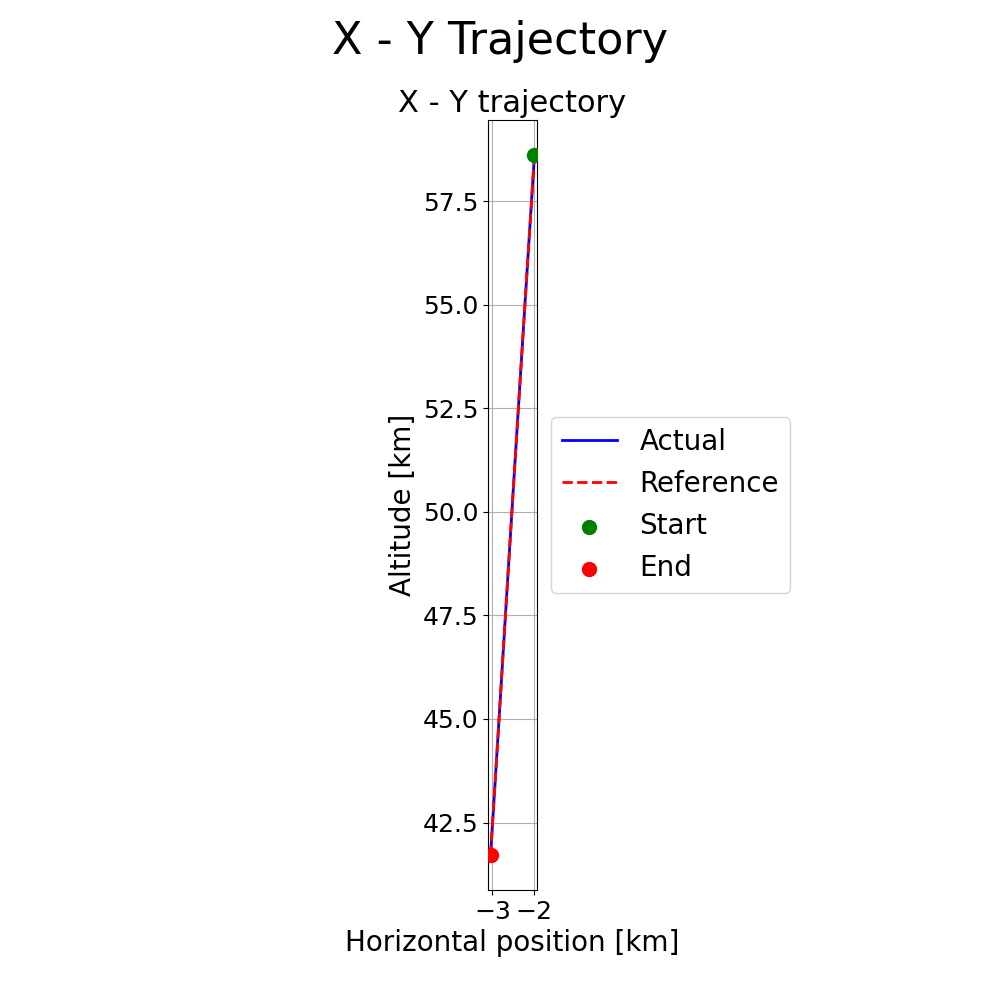 X - Y Trajectory
X - Y trajectory
57.5
55.0
52.5
50.0
47.5
45.0
42.5
Altitude [km]
−3 −2
Horizontal position [km]
Actual
Reference
Start
End